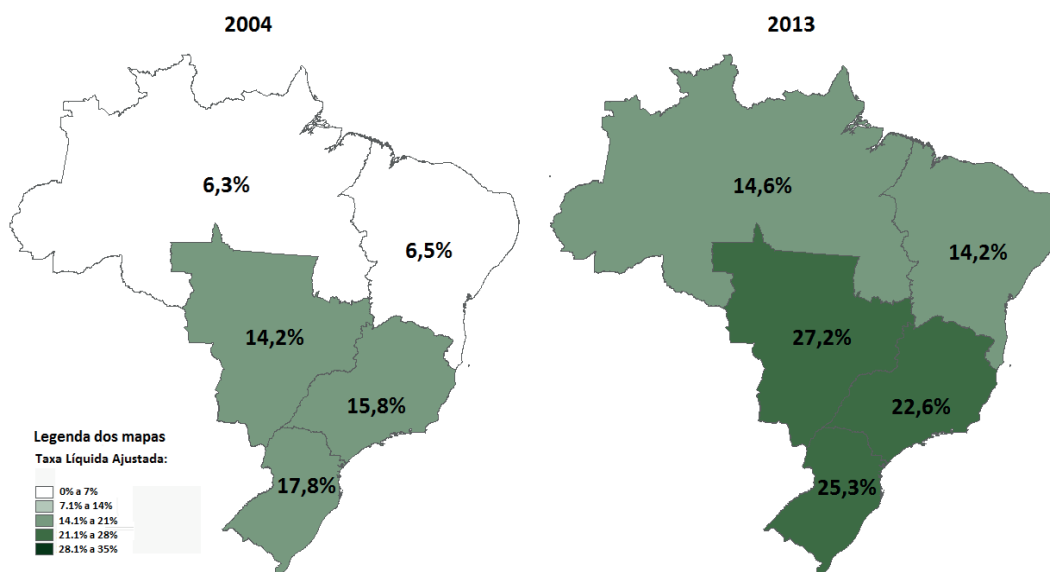 2004
2013
6,3%
6,5%
14,2%
15,8%
17,8%
14,6%
14,2%
27,2%
22,6%
25,3%
Legenda dos mapas
Taxa Líquida Ajustada:
0% a 7%
7.1% a 14%
14.1% a 21%
21.1% a 28%
28.1% a 35%